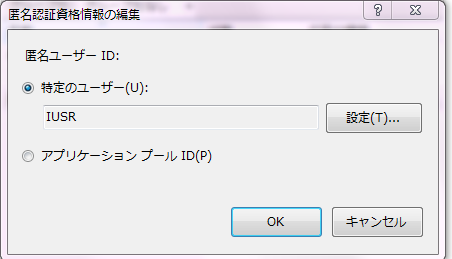 匿名認証資格情報の編集
匿名ユーザー ID:
特定のユーザー(U):
IUSR
設定(T)...
アプリケーション プール ID(P)
OK
キャンセル